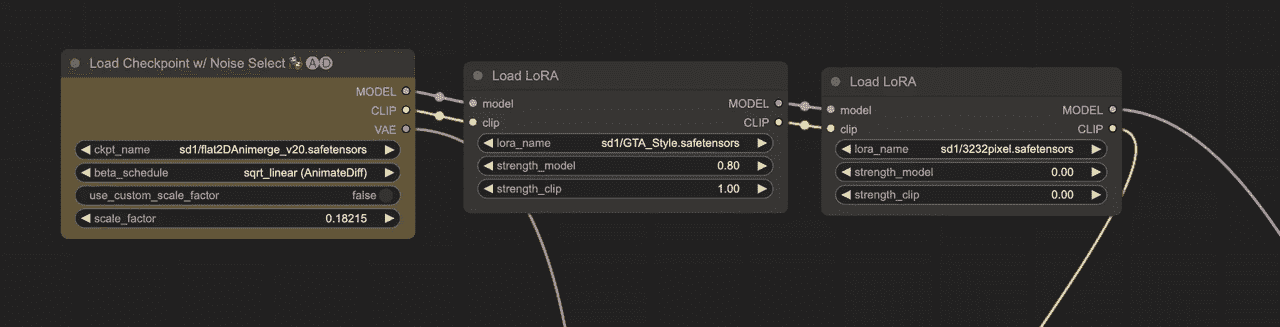 Load Checkpoint w/ Noise Select 🎭🅐🅓
MODEL
CLIP
VAE
ckpt_name sd1/flat2DAnimerge_v20.safetensors
beta_schedule sqrt_linear (AnimateDiff)
use_custom_scale_factor false
scale_factor 0.18215
Load LoRA
model MODEL
clip CLIP
lora_name sd1/GTA_Style.safetensors
strength_model 0.80
strength_clip 1.00
Load LoRA
model MODEL
clip CLIP
lora_name sd1/3232pixel.safetensors
strength_model 0.00
strength_clip 0.00